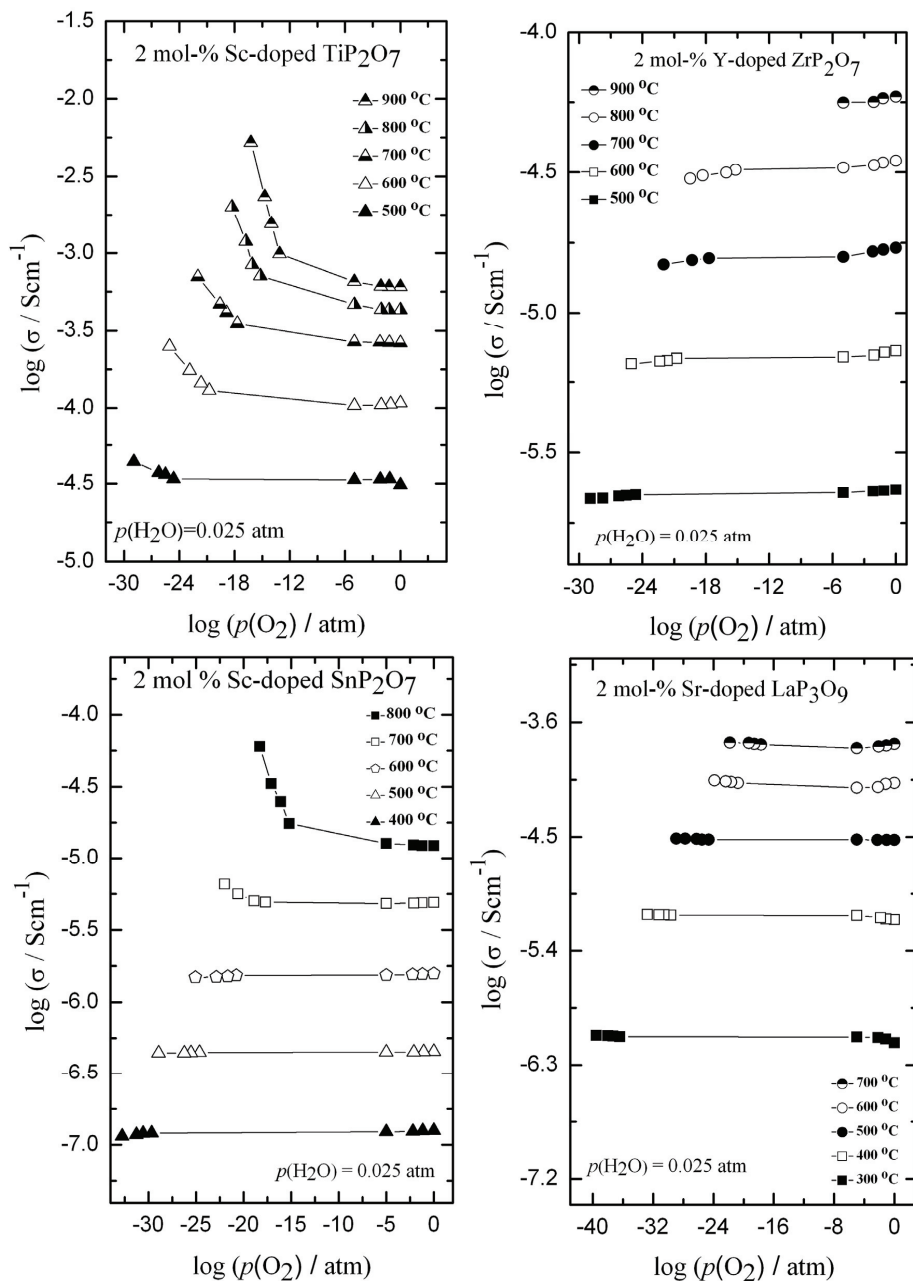 2 mol-% Sc-doped TiP2O7
900 °C
800 °C
700 °C
600 °C
500 °C
p(H2O)=0.025 atm
log (σ / Scm-1)
-1.5
-2.0
-2.5
-3.0
-3.5
-4.0
-4.5
-5.0
-30 -24 -18 -12 -6 0
log (p(O2) / atm)
2 mol-% Y-doped ZrP2O7
900 °C
800 °C
700 °C
600 °C
500 °C
p(H2O) = 0.025 atm
log (σ / Scm-1)
-4.0
-4.5
-5.0
-5.5
-30 -24 -18 -12 -6 0
log (p(O2) / atm)
2 mol % Sc-doped SnP2O7
800 °C
700 °C
600 °C
500 °C
400 °C
p(H2O) = 0.025 atm
log (σ / Scm-1)
-4.0
-4.5
-5.0
-5.5
-6.0
-6.5
-7.0
-30 -25 -20 -15 -10 -5 0
log (p(O2) / atm)
2 mol-% Sr-doped LaP3O9
700 °C
600 °C
500 °C
400 °C
300 °C
p(H2O) = 0.025 atm
log (σ / Scm-1)
-3.6
-4.5
-5.4
-6.3
-7.2
-40 -32 -24 -16 -8 0
log (p(O2) / atm)